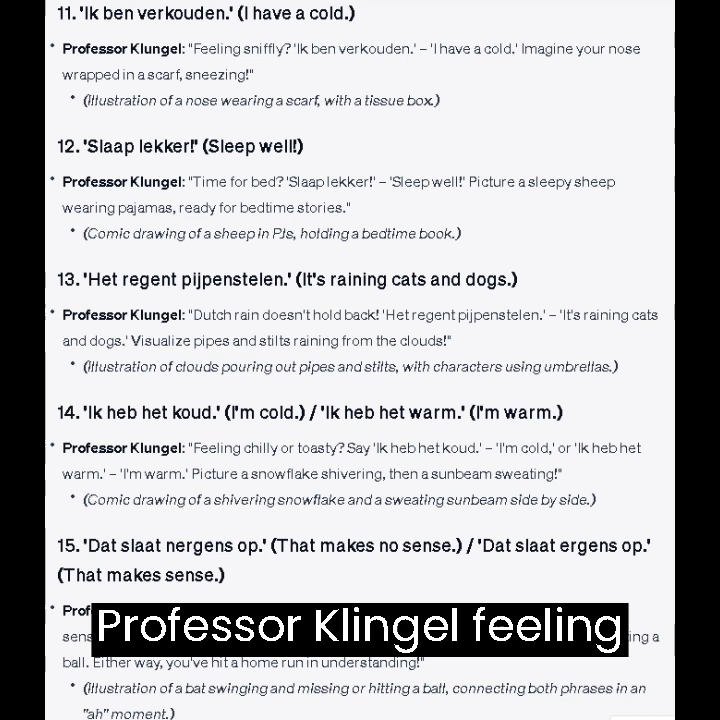 11. 'Ik ben verkouden.' (I have a cold.)
• Professor Klungel: "Feeling sniffly? 'Ik ben verkouden.' – 'I have a cold.' Imagine your nose
wrapped in a scarf, sneezing!"
• (Illustration of a nose wearing a scarf, with a tissue box.)
12. 'Slaap lekker!' (Sleep well!)
• Professor Klungel: "Time for bed? 'Slaap lekker!' – 'Sleep well!' Picture a sleepy sheep
wearing pajamas, ready for bedtime stories."
• (Comic drawing of a sheep in PJs, holding a bedtime book.)
13. 'Het regent pijpenstelen.' (It's raining cats and dogs.)
• Professor Klungel: "Dutch rain doesn't hold back! 'Het regent pijpenstelen.' – 'It's raining cats
and dogs.' Visualize pipes and stilts raining from the clouds!"
• (Illustration of clouds pouring out pipes and stilts, with characters using umbrellas.)
14. 'Ik heb het koud.' (I'm cold.) / 'Ik heb het warm.' (I'm warm.)
• Professor Klungel: "Feeling chilly or toasty? Say 'Ik heb het koud.' – 'I'm cold,' or 'Ik heb het
warm.' – 'I'm warm.' Picture a snowflake shivering, then a sunbeam sweating!"
• (Comic drawing of a shivering snowflake and a sweating sunbeam side by side.)
15. 'Dat slaat nergens op.' (That makes no sense.) / 'Dat slaat ergens op.'
(That makes sense.)
Professor Klingel feeling
ball. Either way, you've hit a home run in understanding!"
• (Illustration of a bat swinging and missing or hitting a ball, connecting both phrases in an
"ah" moment.)